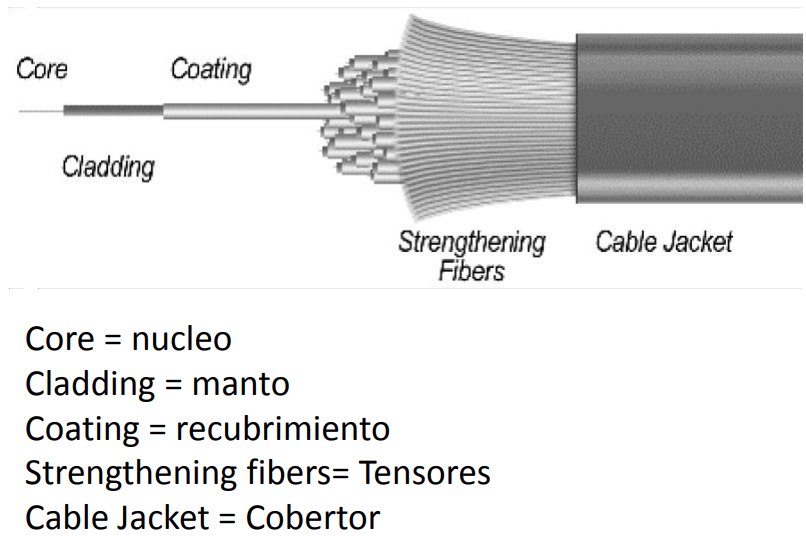 Core
Coating
Cladding
Strengthening
Fibers
Cable Jacket
Core = nucleo
Cladding = manto
Coating = recubrimiento
Strengthening fibers= Tensores
Cable Jacket = Cobertor